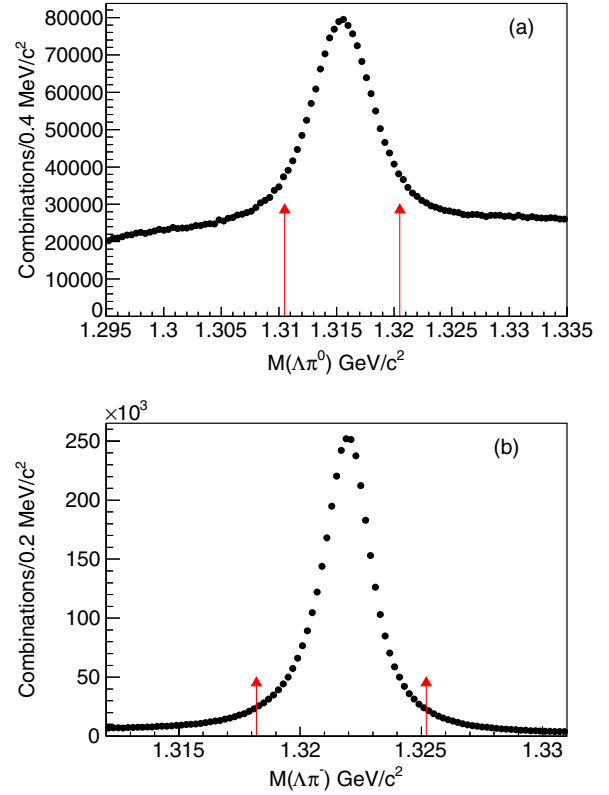 (a)
Combinations/0.4 MeV/c²
80000
70000
60000
50000
40000
30000
20000
10000
0
1.295 1.3 1.305 1.31 1.315 1.32 1.325 1.33 1.335
M(Λπ⁰) GeV/c²
×10³
(b)
Combinations/0.2 MeV/c²
250
200
150
100
50
0
1.315 1.32 1.325 1.33
M(Λπ⁻) GeV/c²